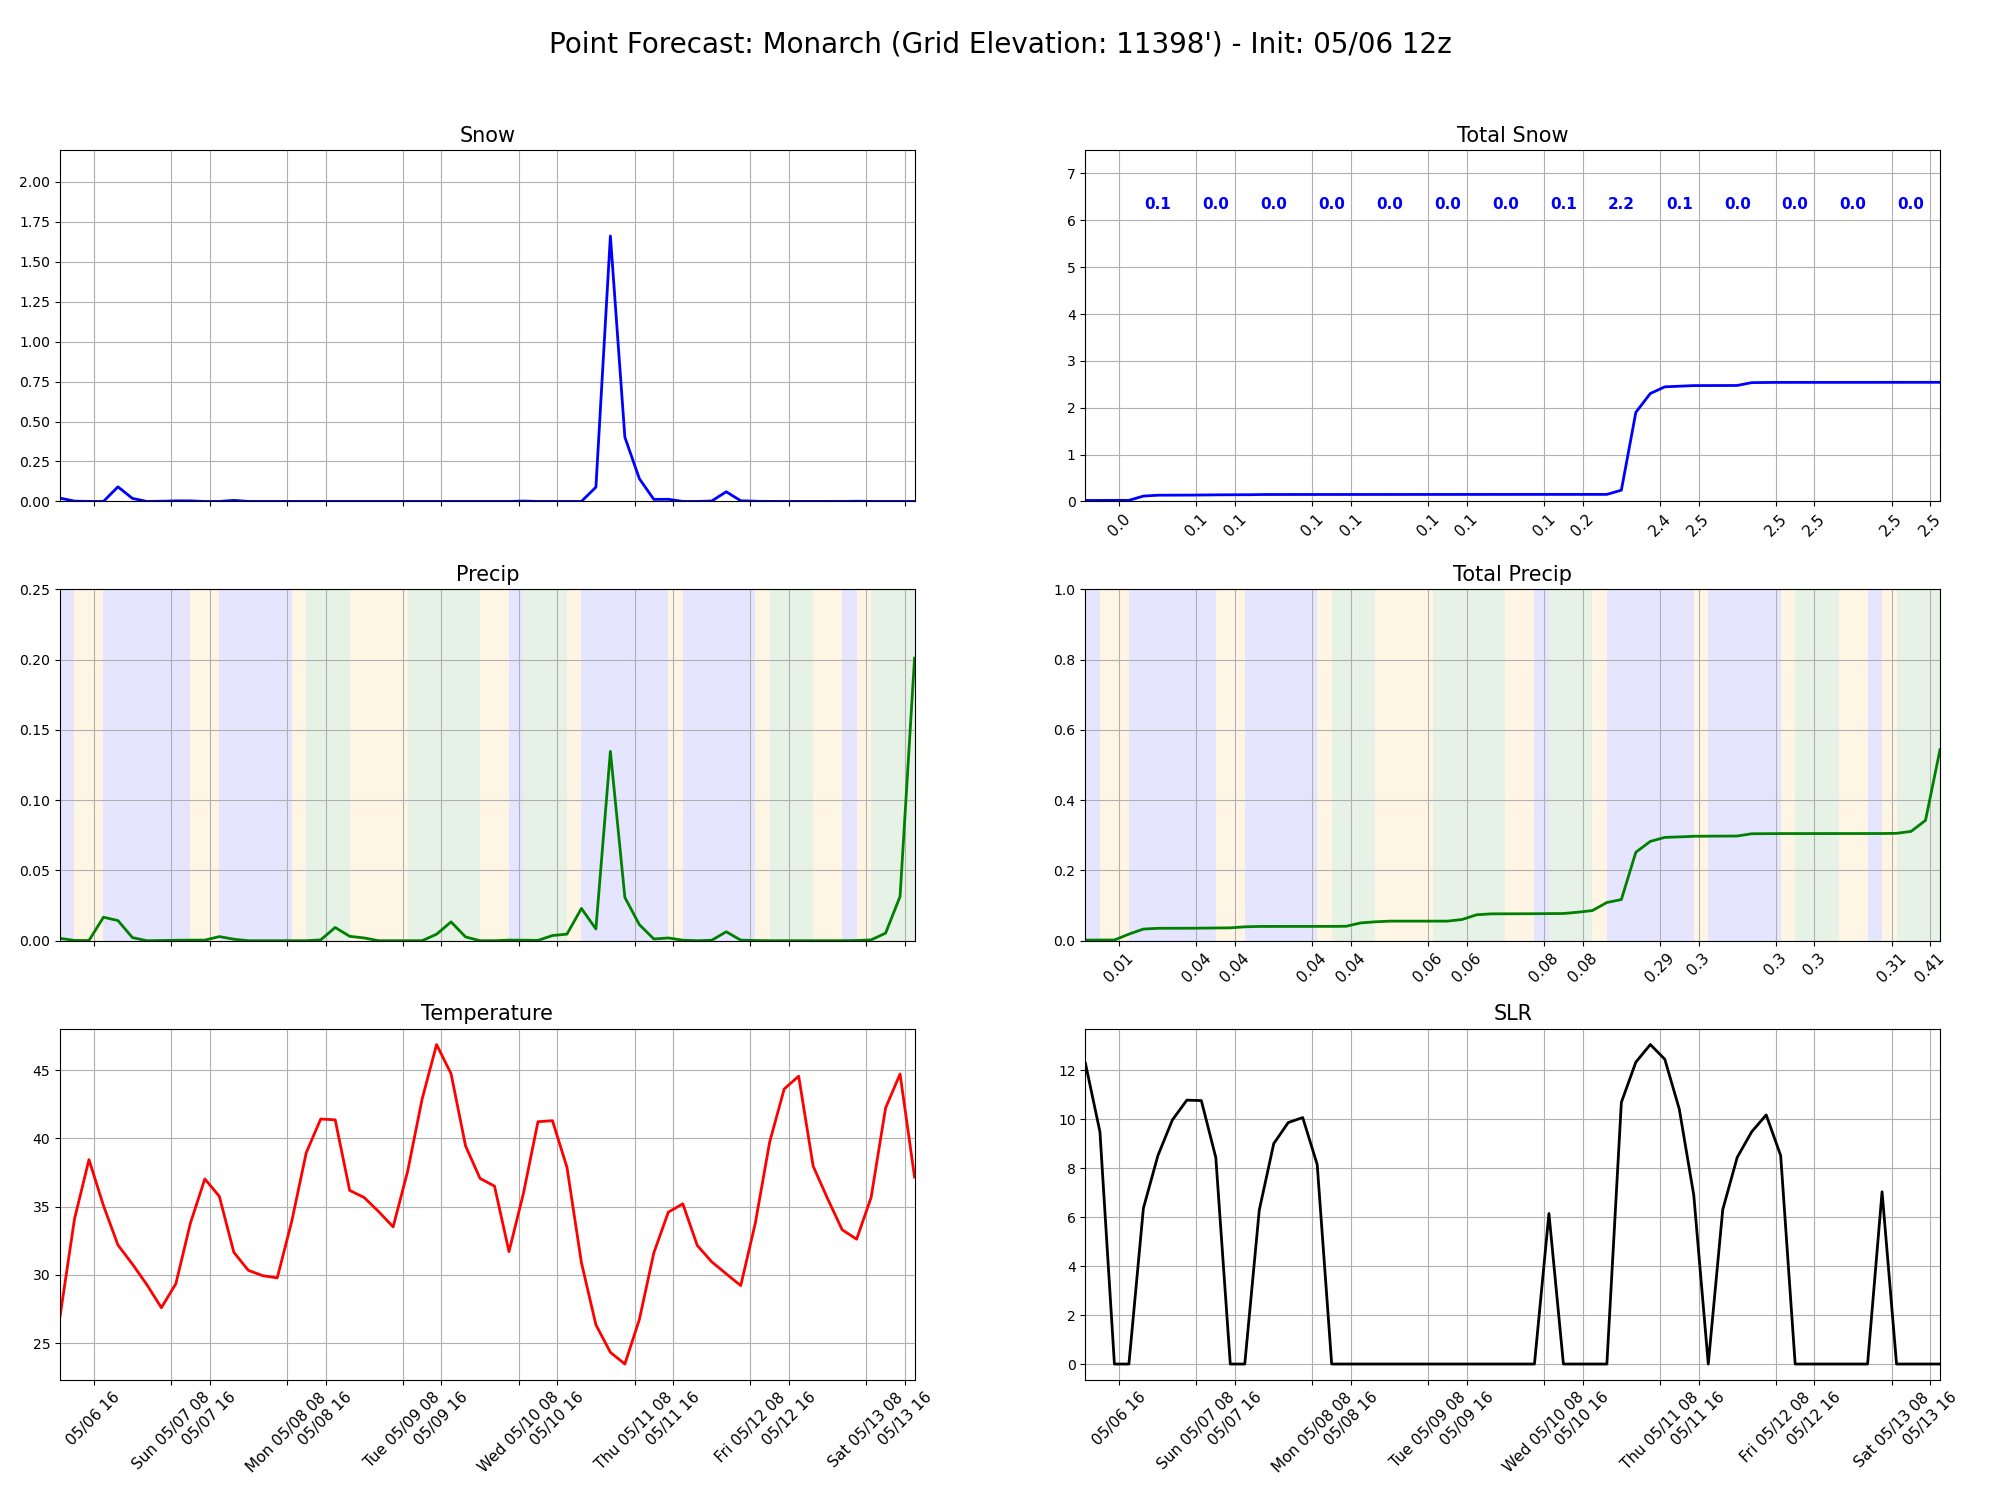 Point Forecast: Monarch (Grid Elevation: 11398') - Init: 05/06 12z
Snow
2.00
1.75
1.50
1.25
1.00
0.75
0.50
0.25
0.00
Total Snow
7
6
5
4
3
2
1
0
0.1 0.0 0.0 0.0 0.0 0.0 0.0 0.1 2.2 0.1 0.0 0.0 0.0 0.0
0.0 0.1 0.1 0.1 0.1 0.1 0.1 0.1 0.2 2.4 2.5 2.5 2.5 2.5 2.5
Precip
0.25
0.20
0.15
0.10
0.05
0.00
Total Precip
1.0
0.8
0.6
0.4
0.2
0.0
0.01 0.04 0.04 0.04 0.04 0.06 0.06 0.08 0.08 0.29 0.3 0.3 0.3 0.31 0.41
Temperature
45
40
35
30
25
05/06 16
Sun 05/07 08
05/07 16
Mon 05/08 08
05/08 16
Tue 05/09 08
05/09 16
Wed 05/10 08
05/10 16
Thu 05/11 08
05/11 16
Fri 05/12 08
05/12 16
Sat 05/13 08
05/13 16
SLR
12
10
8
6
4
2
0
05/06 16
Sun 05/07 08
05/07 16
Mon 05/08 08
05/08 16
Tue 05/09 08
05/09 16
Wed 05/10 08
05/10 16
Thu 05/11 08
05/11 16
Fri 05/12 08
05/12 16
Sat 05/13 08
05/13 16